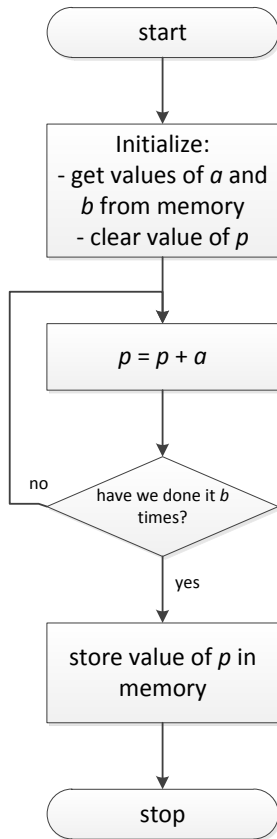 start
Initialize:
- get values of a and
b from memory
- clear value of p
p = p + a
have we done it b
times?
no
yes
store value of p in
memory
stop